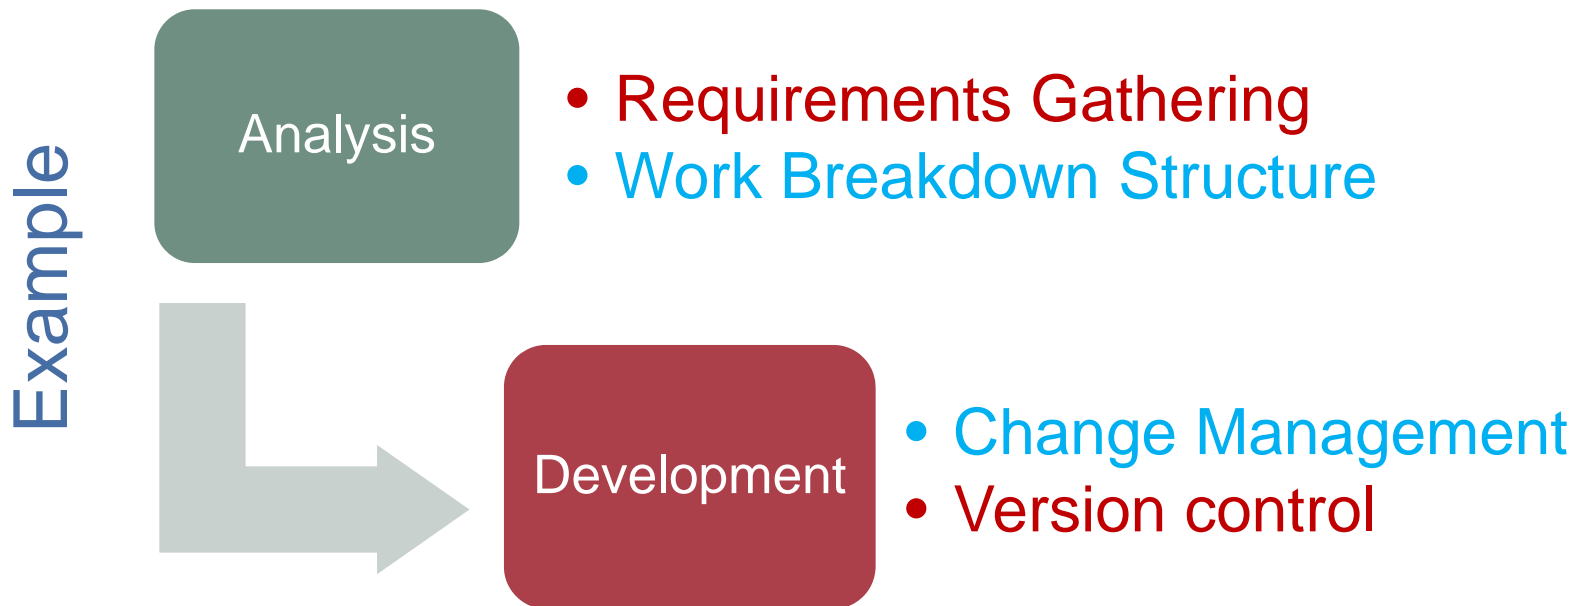 Example
Analysis
• Requirements Gathering
• Work Breakdown Structure
Development
• Change Management
• Version control